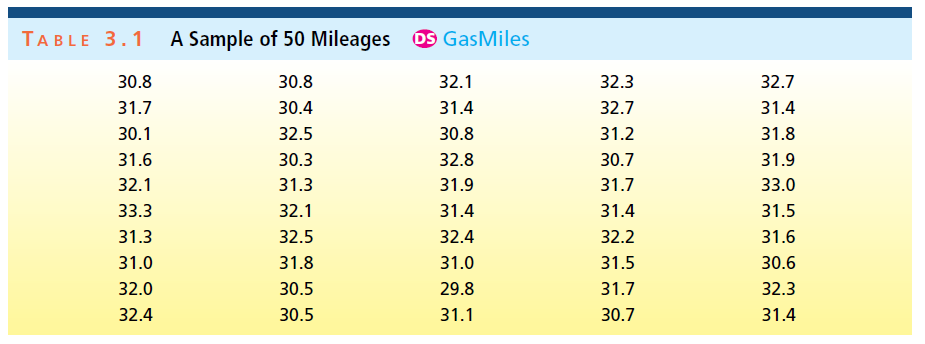 TABLE 3.1 A Sample of 50 Mileages DS GasMiles
30.8 30.8 32.1 32.3 32.7
31.7 30.4 31.4 32.7 31.4
30.1 32.5 30.8 31.2 31.8
31.6 30.3 32.8 30.7 31.9
32.1 31.3 31.9 31.7 33.0
33.3 32.1 31.4 31.4 31.5
31.3 32.5 32.4 32.2 31.6
31.0 31.8 31.0 31.5 30.6
32.0 30.5 29.8 31.7 32.3
32.4 30.5 31.1 30.7 31.4